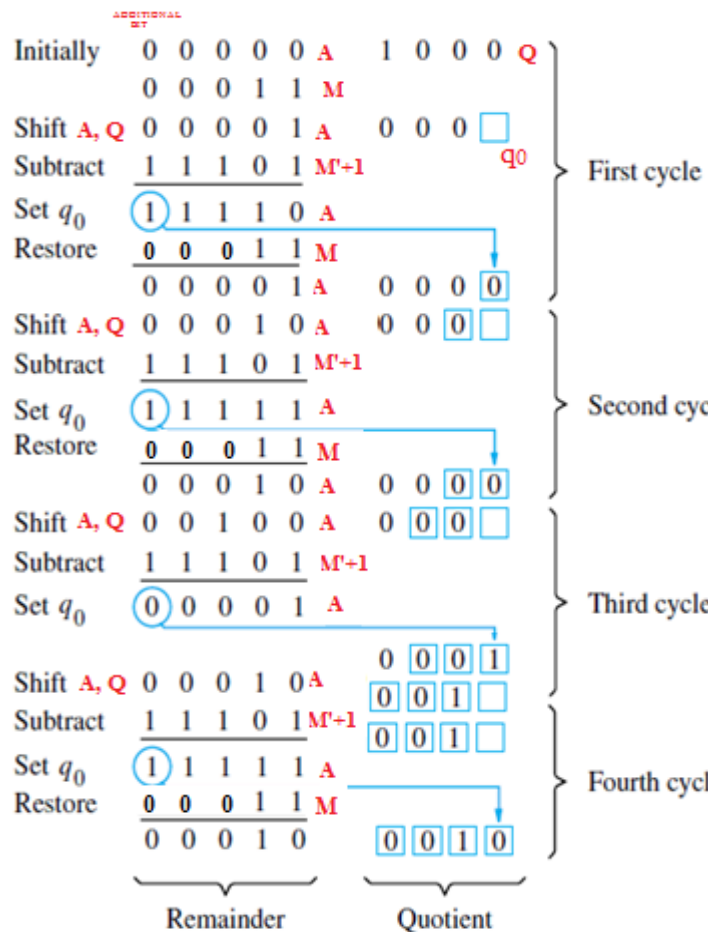 ADDITIONAL
BIT
Initially 0 0 0 0 0 A 1 0 0 0 Q
0 0 0 1 1 M
Shift A, Q 0 0 0 0 1 A 0 0 0
q0
Subtract 1 1 1 0 1 M'+1
First cycle
Set q0 1 1 1 1 0 A
Restore 0 0 0 1 1 M
0 0 0 0 1 A 0 0 0 0
Shift A, Q 0 0 0 1 0 A 0 0 0
Subtract 1 1 1 0 1 M'+1
Set q0 1 1 1 1 1 A Second cyc
Restore 0 0 0 1 1 M
0 0 0 1 0 A 0 0 0 0
Shift A, Q 0 0 1 0 0 A 0 0 0
Subtract 1 1 1 0 1 M'+1
Set q0 0 0 0 0 1 A Third cycle
0 0 0 1
Shift A, Q 0 0 0 1 0 A 0 0 1
Subtract 1 1 1 0 1 M'+1 0 0 1
Set q0 1 1 1 1 1 A Fourth cycl
Restore 0 0 0 1 1 M
0 0 0 1 0 0 0 1 0
Remainder Quotient